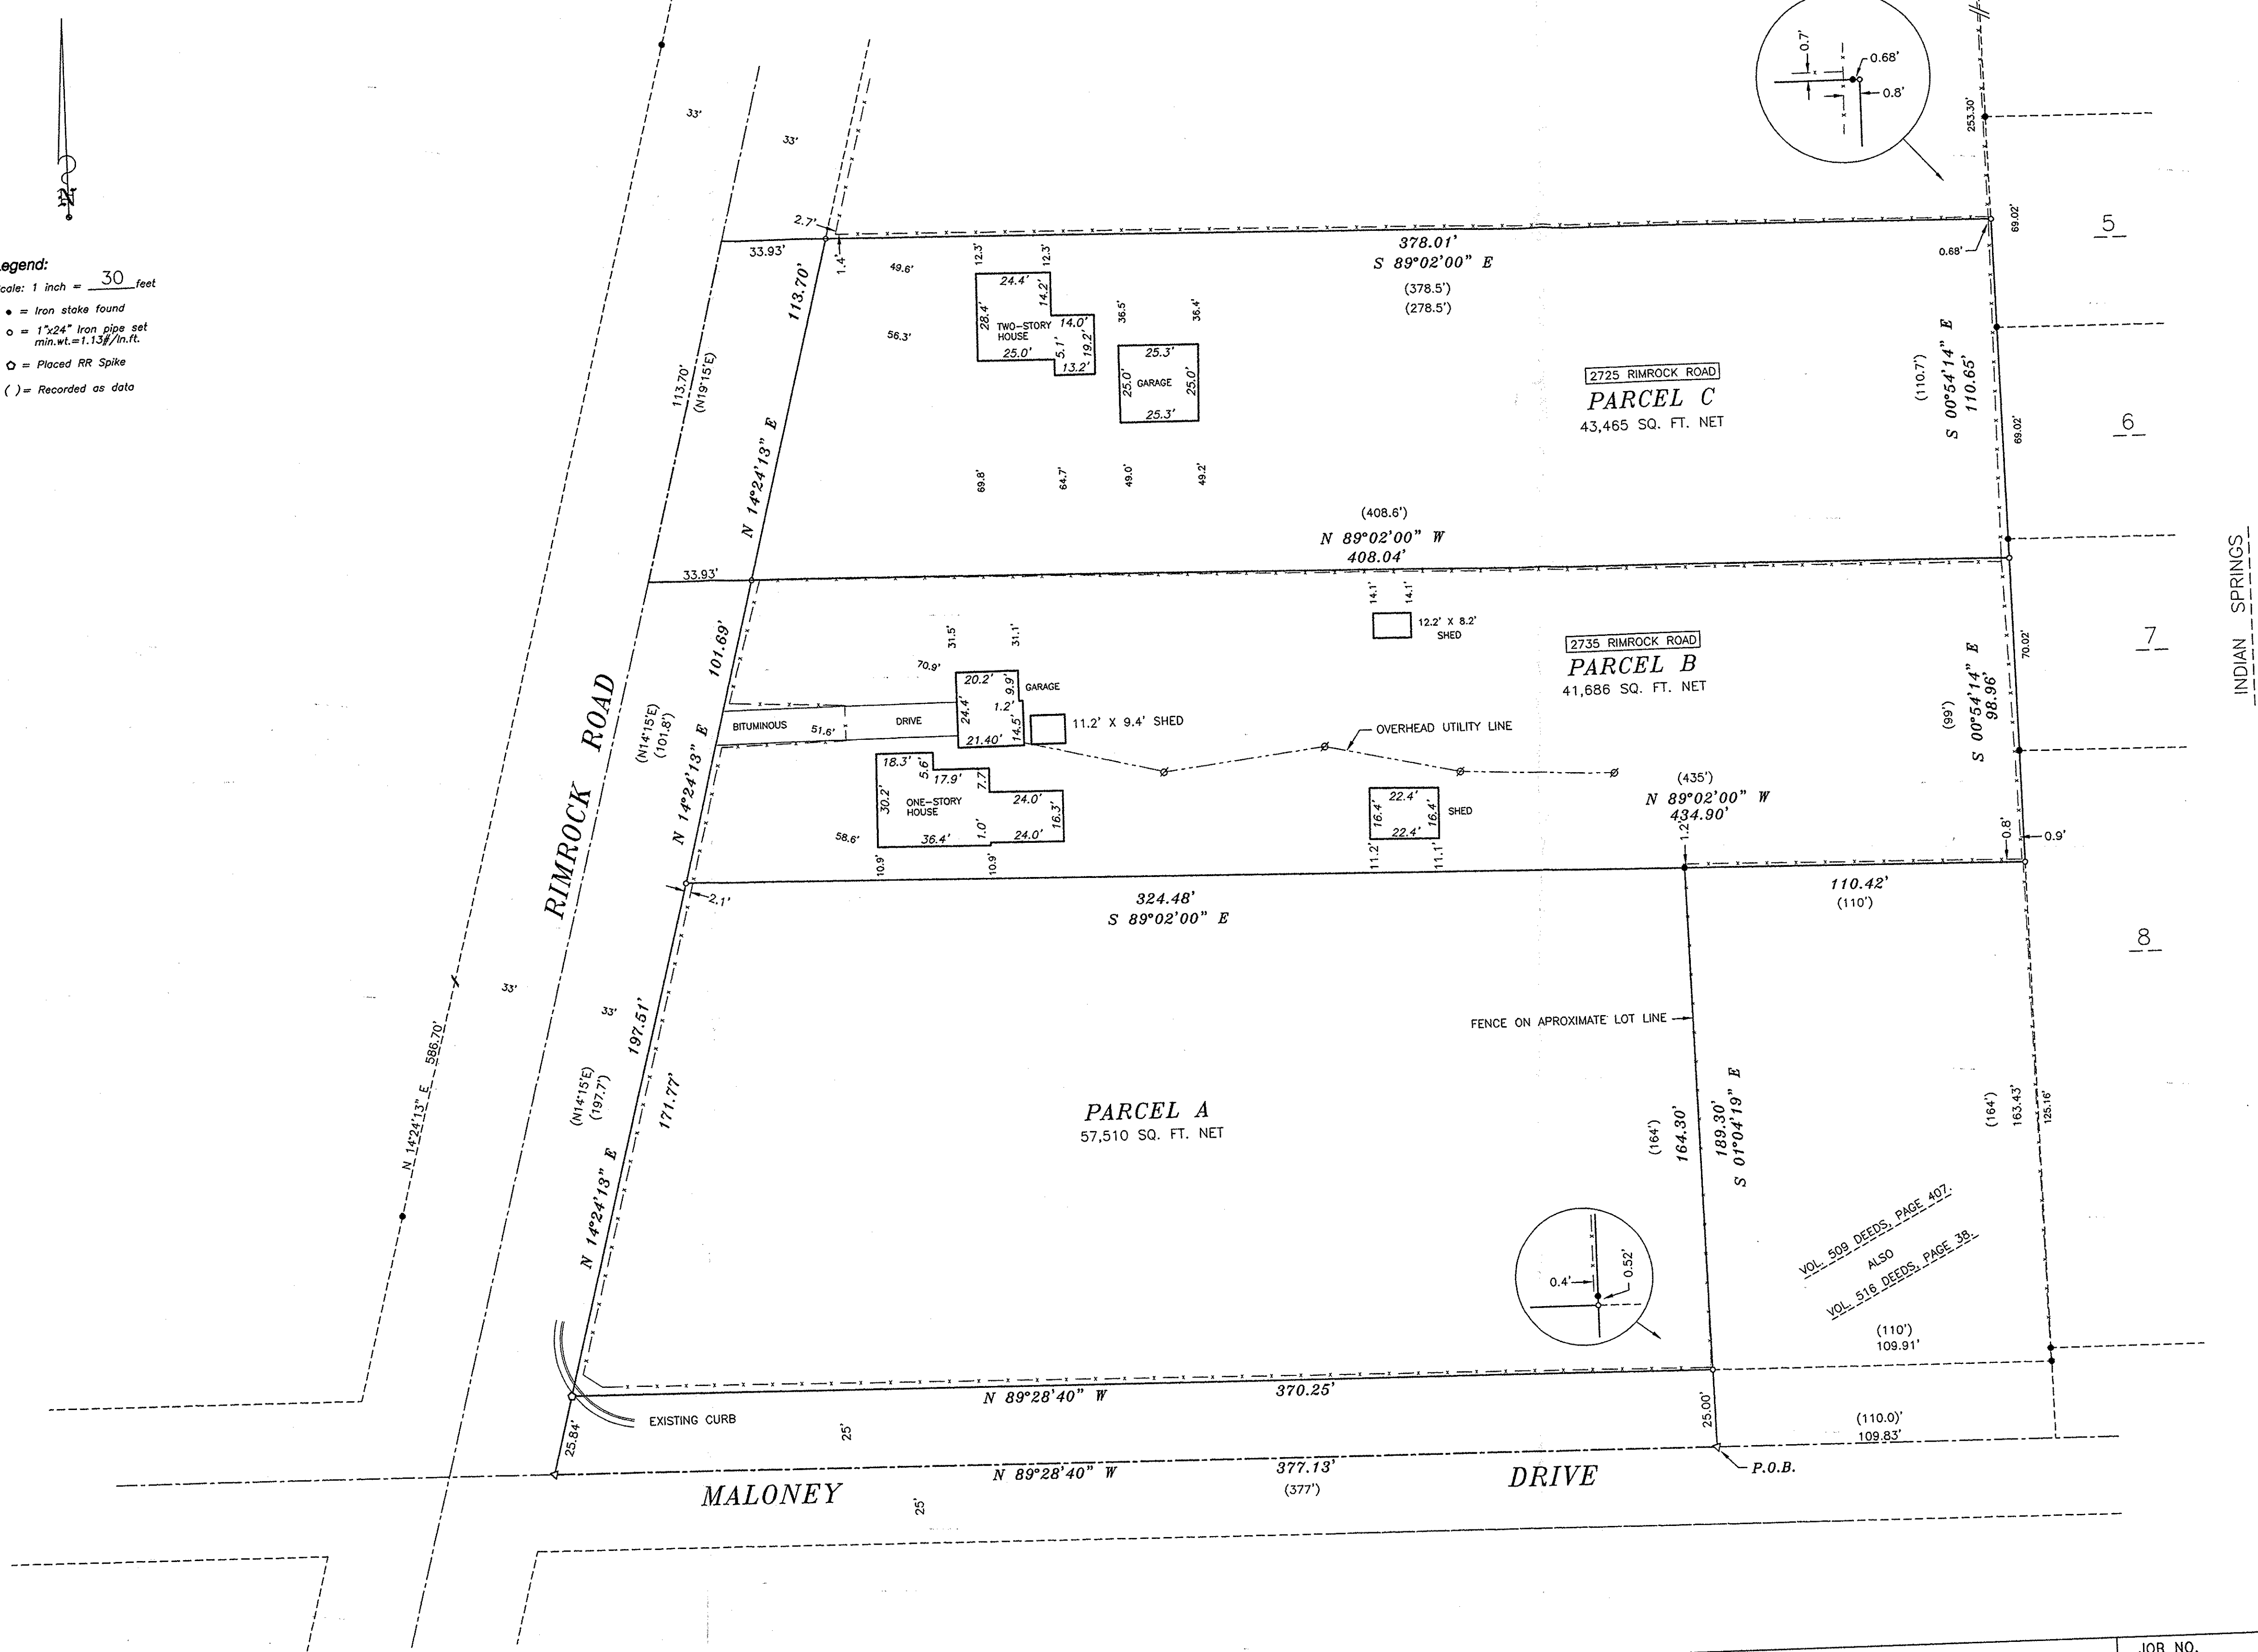 N
egend:
cale: 1 inch = 30 feet
● = Iron stake found
○ = 1"x24" Iron pipe set
min.wt.=1.13#/ln.ft.
= Placed RR Spike
( )= Recorded as data
33'
33'
0.7'
0.68'
0.8'
253.30'
2.7'
33.93'
1.4'
378.01'
S 89°02'00" E
(378.5')
(278.5')
0.68'
69.02'
5
113.70'
N 14°24'13" E
113.70'
(N19°15'E)
49.6'
56.3'
12.3'
12.3'
24.4'
14.2'
28.4'
TWO-STORY
HOUSE
14.0'
25.0'
5.1'
19.2'
13.2'
36.5'
36.4'
25.3'
25.0'
GARAGE
25.0'
25.3'
69.8'
64.7'
49.0'
49.2'
2725 RIMROCK ROAD
PARCEL C
43,465 SQ. FT. NET
(110.7')
S 00°54'14" E
110.65'
69.02'
6
(408.6')
N 89°02'00" W
408.04'
33.93'
INDIAN SPRINGS
RIMROCK ROAD
101.69'
N 14°24'13" E
(N14°15'E)
(101.8')
70.9'
31.5'
31.1'
20.2'
9.9'
GARAGE
24.4'
1.2'
14.5'
21.40'
11.2' X 9.4' SHED
BITUMINOUS
51.6'
DRIVE
14.1'
14.1'
12.2' X 8.2'
SHED
2735 RIMROCK ROAD
PARCEL B
41,686 SQ. FT. NET
OVERHEAD UTILITY LINE
(99')
S 00°54'14" E
98.96'
70.02'
7
18.3'
5.6'
17.9'
7.7
30.2'
ONE-STORY
HOUSE
24.0'
16.3'
36.4'
1.0'
24.0'
58.6'
10.9'
10.9'
22.4'
16.4'
16.4'
22.4'
SHED
11.2'
11.1'
(435')
N 89°02'00" W
434.90'
1.2'
0.8'
0.9'
2.1'
324.48'
S 89°02'00" E
110.42'
(110')
8
33'
33'
N 14°24'13" E 586.70'
197.51'
171.77'
(N14°15'E)
(197.7')
N 14°24'13" E
FENCE ON APROXIMATE LOT LINE
PARCEL A
57,510 SQ. FT. NET
(164')
164.30'
189.30'
S 01°04'19" E
(164')
163.43'
125.16'
0.4'
0.52'
VOL. 509 DEEDS, PAGE 407.
ALSO
VOL. 516 DEEDS, PAGE 38.
(110')
109.91'
N 89°28'40" W
370.25'
EXISTING CURB
25.84'
25'
25.00'
(110.0)'
109.83'
N 89°28'40" W
377.13'
(377')
MALONEY DRIVE
25'
P.O.B.
JOB NO.